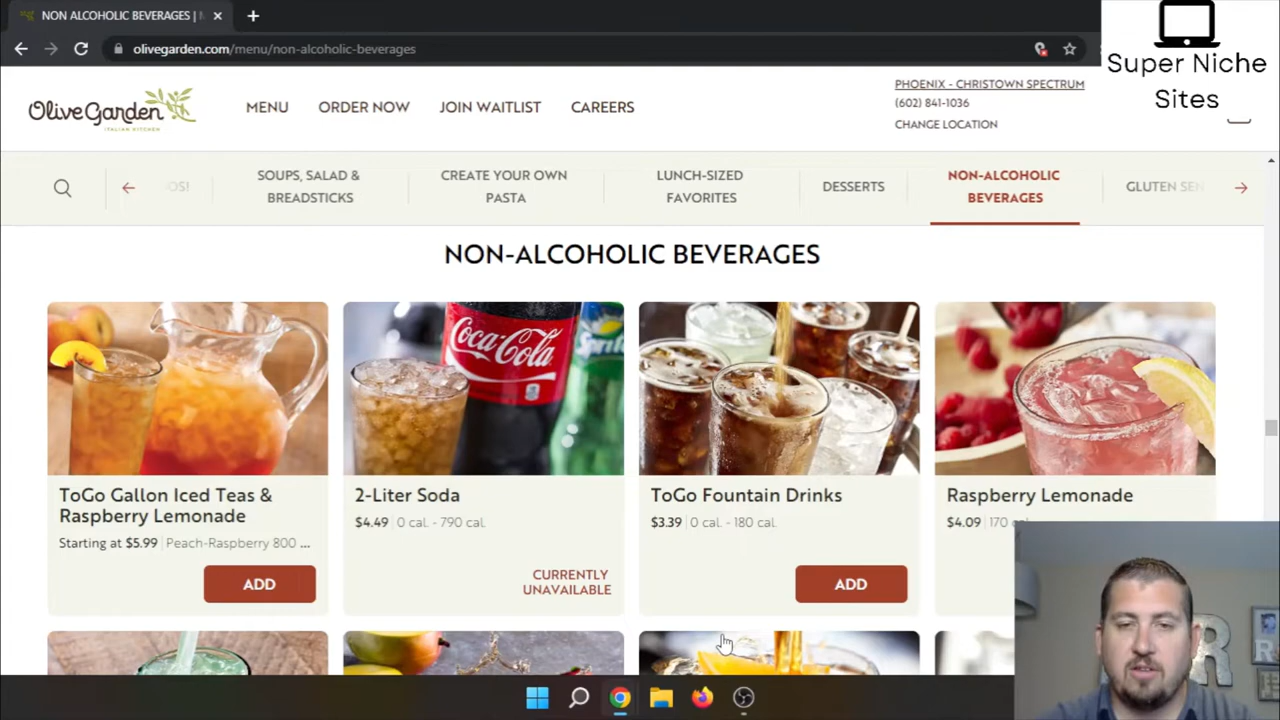 NON ALCOHOLIC BEVERAGES |
olivegarden.com/menu/non-alcoholic-beverages
Super Niche
Sites
Olive Garden
ITALIAN KITCHEN
MENU
ORDER NOW
JOIN WAITLIST
CAREERS
PHOENIX - CHRISTOWN SPECTRUM
(602) 841-1036
CHANGE LOCATION
SOUPS, SALAD &
BREADSTICKS
CREATE YOUR OWN
PASTA
LUNCH-SIZED
FAVORITES
DESSERTS
NON-ALCOHOLIC
BEVERAGES
GLUTEN
NON-ALCOHOLIC BEVERAGES
Coca-Cola
Sprite
ToGo Gallon Iced Teas &
Raspberry Lemonade
Starting at $5.99 | Peach-Raspberry 800 ...
ADD
2-Liter Soda
$4.49 | 0 cal. - 790 cal.
CURRENTLY
UNAVAILABLE
ToGo Fountain Drinks
$3.39 | 0 cal. - 180 cal.
ADD
Raspberry Lemonade
$4.09 | 170
R